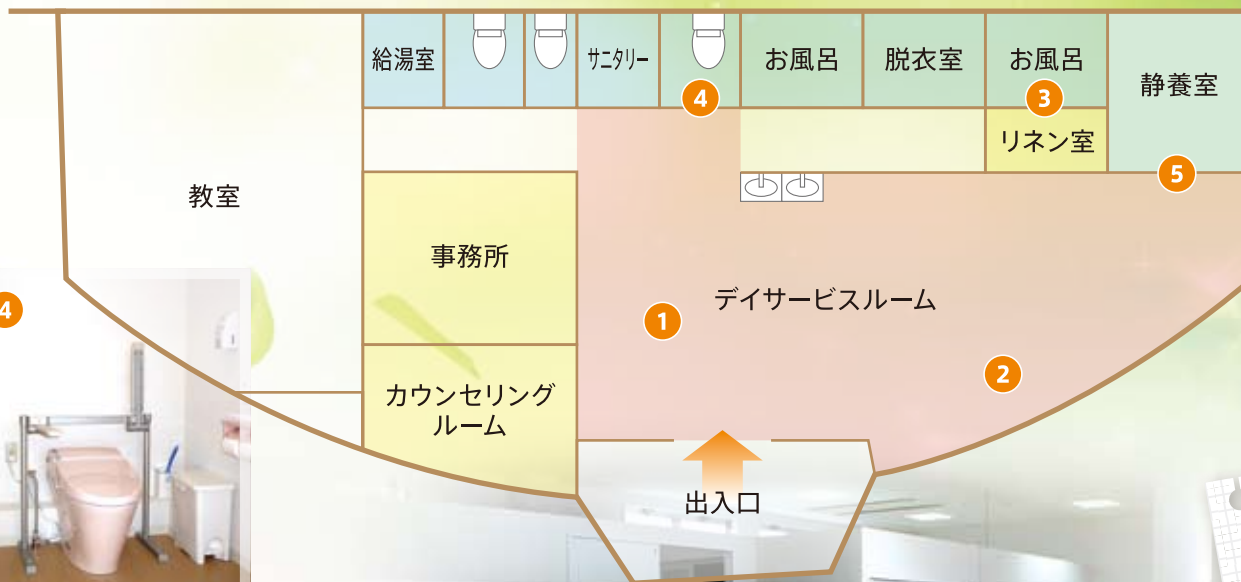 給湯室
サニタリー
お風呂
脱衣室
お風呂
静養室
4
3
リネン室
5
教室
事務所
デイサービスルーム
4
1
2
カウンセリング
ルーム
出入口